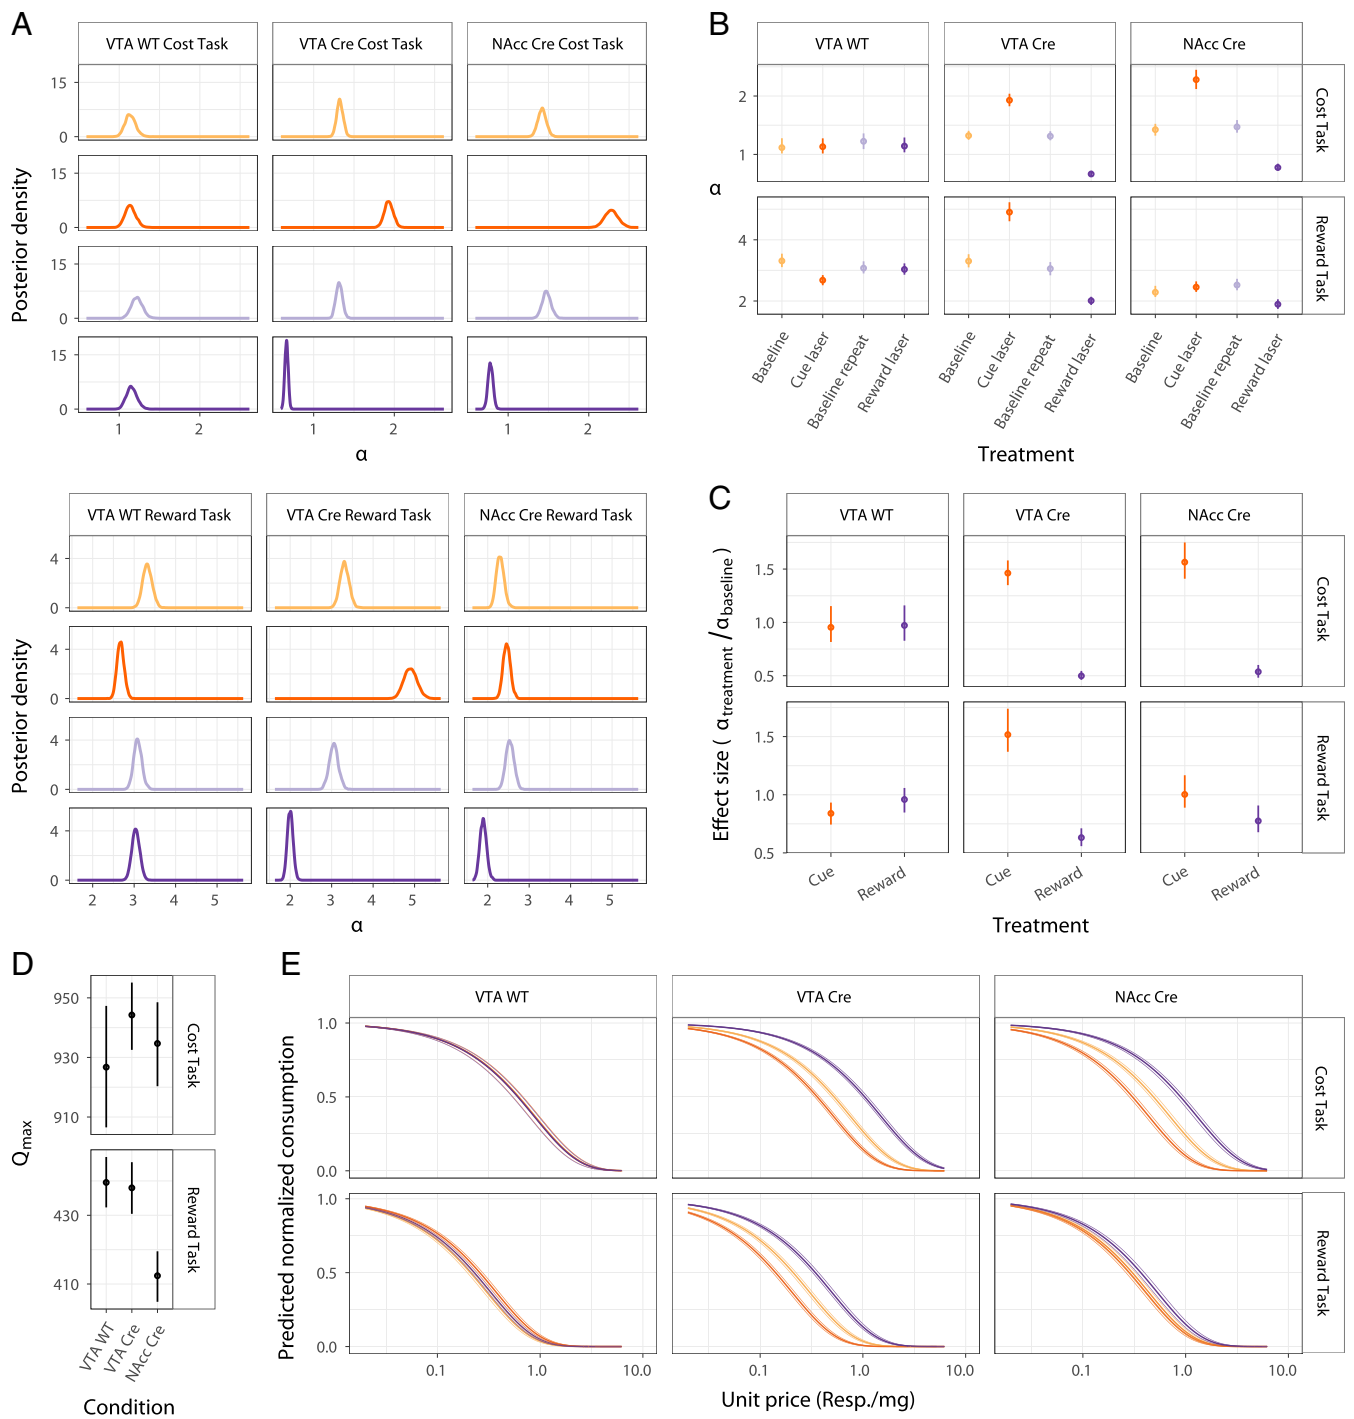 A
VTA WT Cost Task
VTA Cre Cost Task
NAcc Cre Cost Task
Posterior density
15
0
15
0
15
0
15
0
1
2
1
2
1
2
α
VTA WT Reward Task
VTA Cre Reward Task
NAcc Cre Reward Task
Posterior density
4
0
4
0
4
0
4
0
2
3
4
5
2
3
4
5
2
3
4
5
α
B
VTA WT
VTA Cre
NAcc Cre
Cost Task
Reward Task
α
2
1
4
2
Baseline
Cue laser
Baseline repeat
Reward laser
Baseline
Cue laser
Baseline repeat
Reward laser
Baseline
Cue laser
Baseline repeat
Reward laser
Treatment
C
VTA WT
VTA Cre
NAcc Cre
Cost Task
Reward Task
Effect size ( αtreatment /αbaseline )
1.5
1.0
0.5
1.5
1.0
0.5
Cue
Reward
Cue
Reward
Cue
Reward
Treatment
D
Qmax
950
930
910
430
410
Cost Task
Reward Task
VTA WT
VTA Cre
NAcc Cre
Condition
E
VTA WT
VTA Cre
NAcc Cre
Cost Task
Reward Task
Predicted normalized consumption
1.0
0.5
0.0
1.0
0.5
0.0
0.1
1.0
10.0
0.1
1.0
10.0
0.1
1.0
10.0
Unit price (Resp./mg)